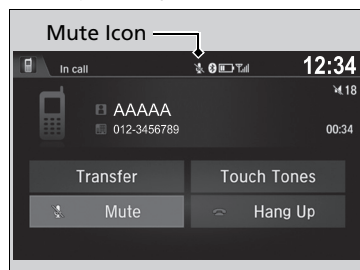 Mute Icon
In call
12:34
18
AAAAA
012-3456789
00:34
Transfer
Touch Tones
Mute
Hang Up